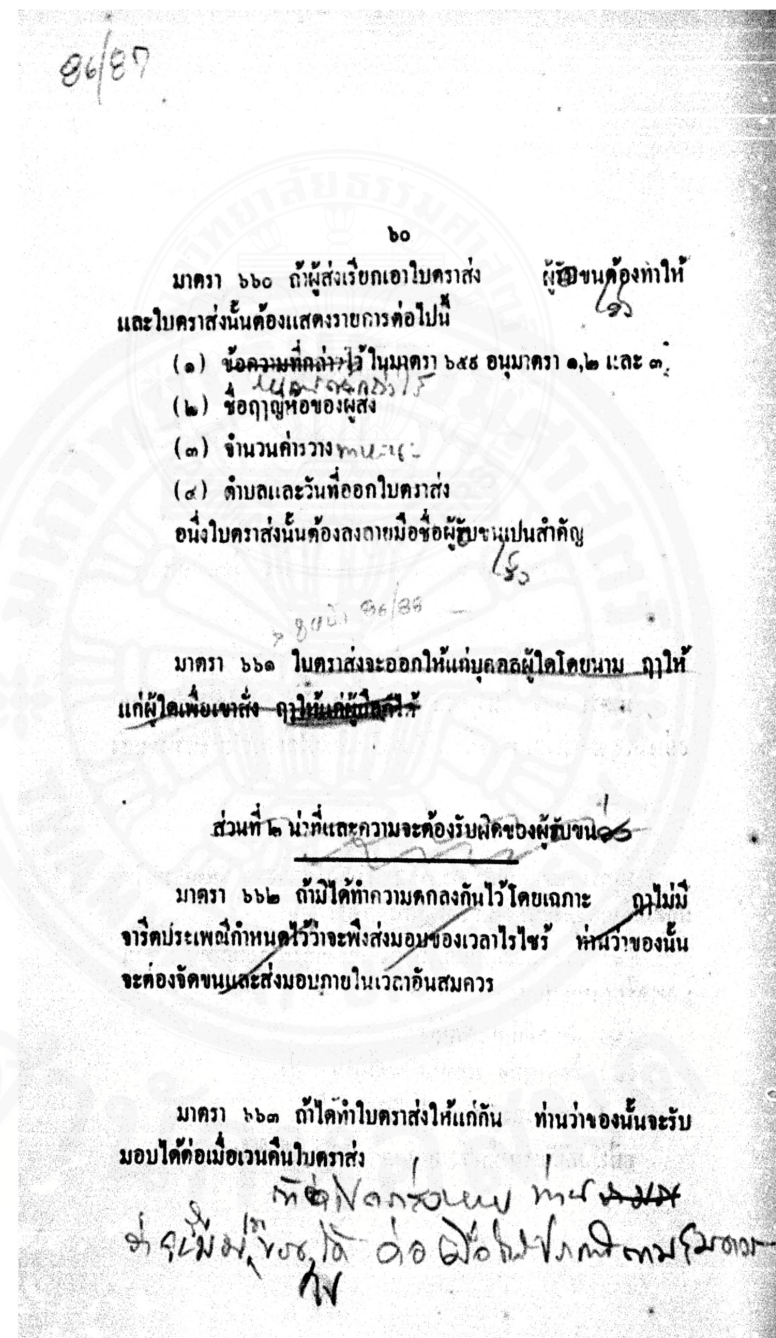 86/87
๖๐
มาตรา ๖๖๐ ถ้าผู้ส่งเรียกเอาใบตราส่ง ผู้รับขนต้องทำให้
และใบตราส่งนั้นต้องแสดงรายการต่อไปนี้
(๑) ข้อความที่กล่าวไว้ในมาตรา ๖๕๙ อนุมาตรา ๑,๒ และ ๓
(๒) ชื่อฤๅยี่ห้อของผู้ส่ง
(๓) จำนวนค่าระวาง
(๔) ตำบลและวันที่ออกใบตราส่ง
อนึ่งใบตราส่งนั้นต้องลงลายมือชื่อผู้รับขนเปนสำคัญ
มาตรา ๖๖๑ ใบตราส่งจะออกให้แก่บุคคลผู้ใดโดยนาม ฤๅให้
แก่ผู้ใดเพื่อเขาสั่ง ฤๅให้แก่ผู้ถือก็ได้
ส่วนที่ ๒ น่าที่และความจะต้องรับผิดของผู้รับขน
มาตรา ๖๖๒ ถ้ามิได้ทำความตกลงกันไว้โดยเฉภาะ ฤๅไม่มี
จารีตประเพณีกำหนดไว้ว่าจะพึงส่งมอบของเวลาไรไซร้ ท่านว่าของนั้น
จะต้องจัดขนและส่งมอบภายในเวลาอันสมควร
มาตรา ๖๖๓ ถ้าได้ทำใบตราส่งให้แก่กัน ท่านว่าของนั้นจะรับ
มอบได้ต่อเมื่อเวนคืนใบตราส่ง